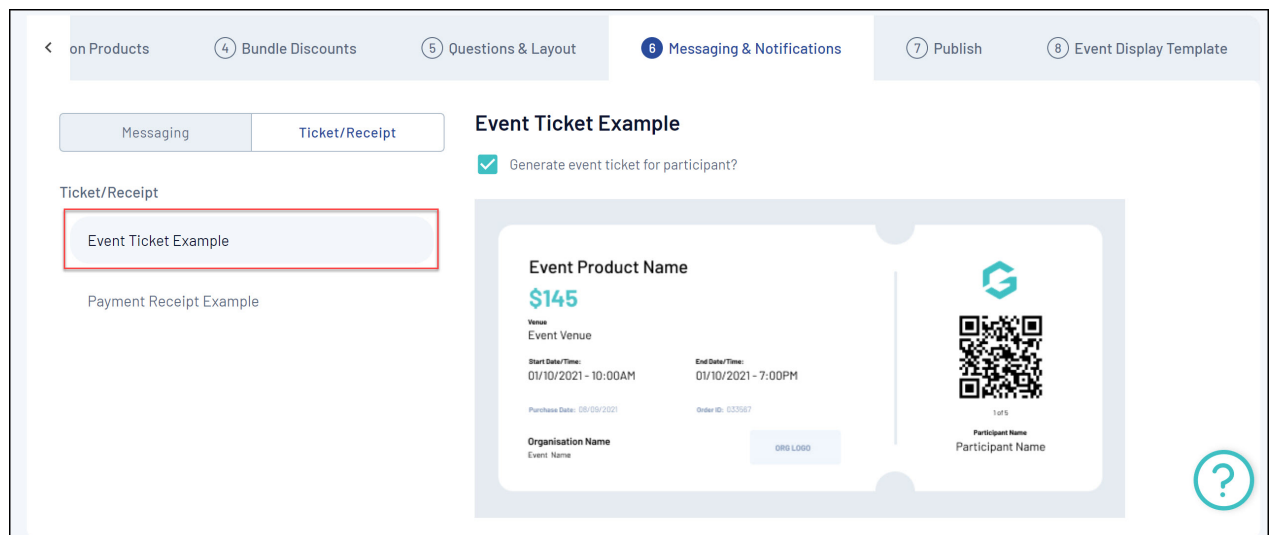 on Products
4 Bundle Discounts
5 Questions & Layout
6 Messaging & Notifications
7 Publish
8 Event Display Template
Messaging
Ticket/Receipt
Ticket/Receipt
Event Ticket Example
Payment Receipt Example
Event Ticket Example
Generate event ticket for participant?
Event Product Name
$145
Venue
Event Venue
Start Date/Time:
01/10/2021 - 10:00AM
End Date/Time:
01/10/2021 - 7:00PM
Purchase Date: 08/09/2021
Order ID: 033567
Organisation Name
Event Name
ORG LOGO
1 of 5
Participant Name
Participant Name
?